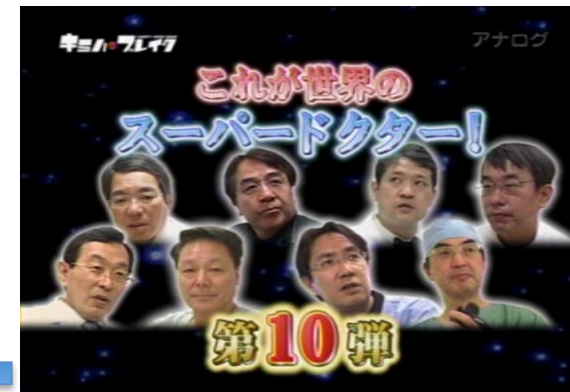 キミハ・ブレイク
アナログ
これが世界の
スーパードクター!
第10弾